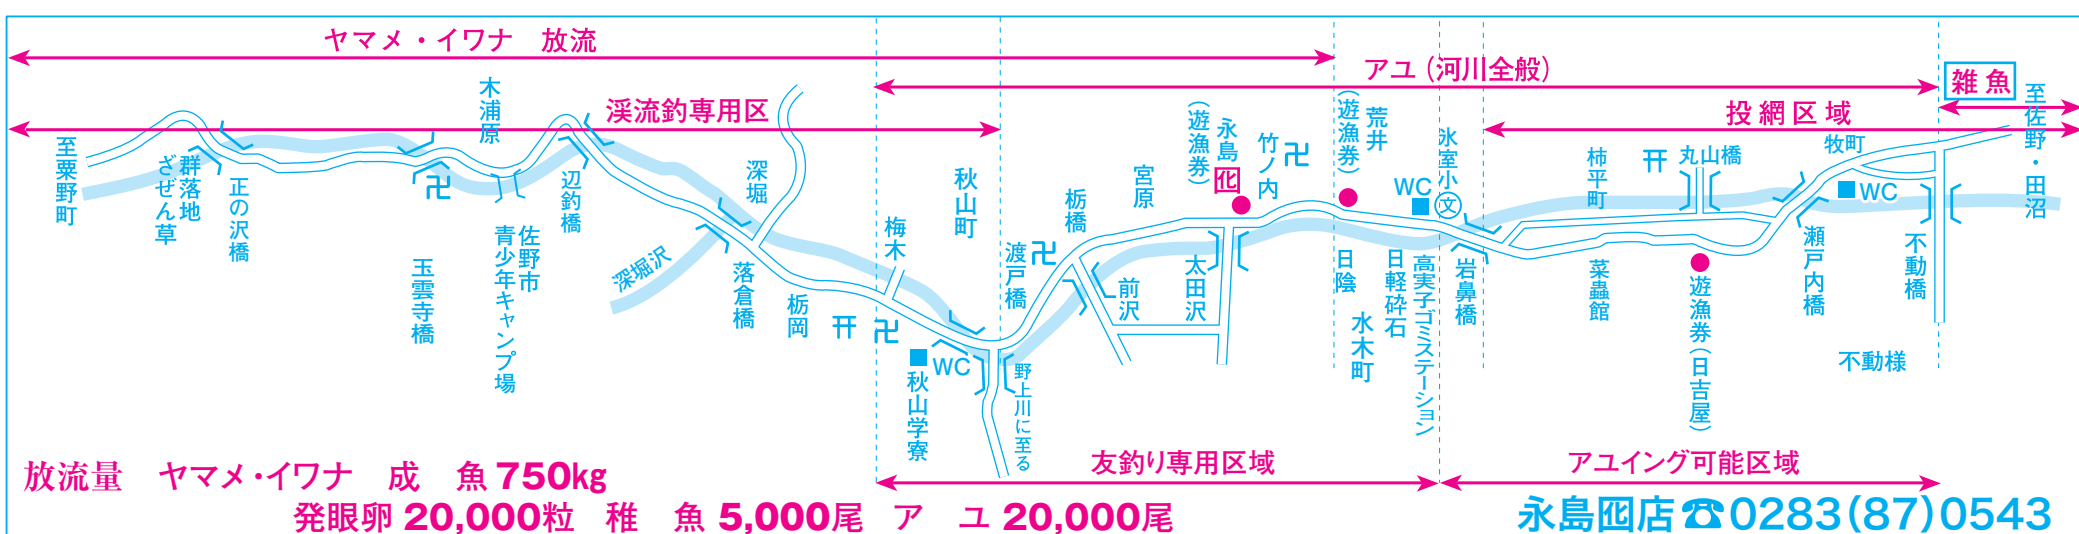 ヤマメ・イワナ 放流
アユ(河川全般)
雑魚
渓流釣専用区
投網区域
至粟野町
ざぜん草
群落地
正の沢橋
木浦原
玉雲寺橋
佐野市
青少年キャンプ場
辺釣橋
深堀
深堀沢
落倉橋
栃岡
梅木
秋山町
WC
秋山学寮
渡戸橋
野上川に至る
栃橋
前沢
宮原
太田沢
永島
(遊漁券)
囮
竹ノ内
荒井
(遊漁券)
日陰
水木町
WC
氷室小
文
日軽砕石
高実子ゴミステーション
岩鼻橋
柿平町
菜蟲館
丸山橋
遊漁券(日吉屋)
牧町
WC
瀬戸内橋
不動橋
不動様
至佐野・田沼
友釣り専用区域
アユイング可能区域
放流量 ヤマメ・イワナ 成 魚 750kg
発眼卵 20,000粒 稚 魚 5,000尾 ア ユ 20,000尾
永島囮店☎0283(87)0543